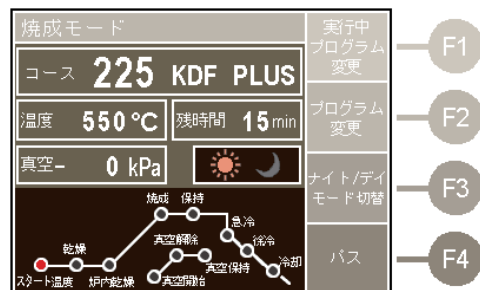 焼成モード
実行中
プログラム
変更
F1
コース 225 KDF PLUS
温度 550℃ 残時間 15min
プログラム
変更
F2
真空- 0 kPa
ナイト/デイ
モード切替
F3
焼成 保持
急冷
乾燥
真空解除
徐冷
真空保持
冷却
スタート温度 炉内乾燥
真空開始
パス
F4